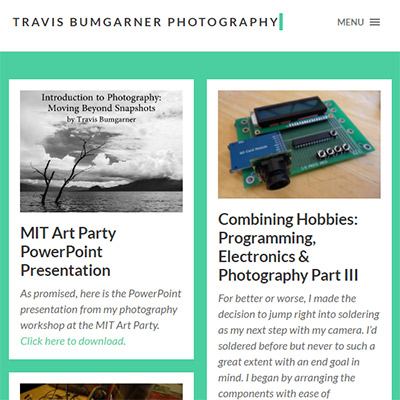 TRAVIS BUMGARNER PHOTOGRAPHY
MENU
Introduction to Photography:
Moving Beyond Snapshots
by Travis Bumgarner
MIT Art Party
PowerPoint
Presentation
As promised, here is the PowerPoint
presentation from my photography
workshop at the MIT Art Party.
Click here to download.
Combining Hobbies:
Programming,
Electronics &
Photography Part III
For better or worse, I made the
decision to jump right into soldering
as my next step with my camera. I'd
soldered before but never to such a
great extent with an end goal in
mind. I began by arranging the
components with ease of